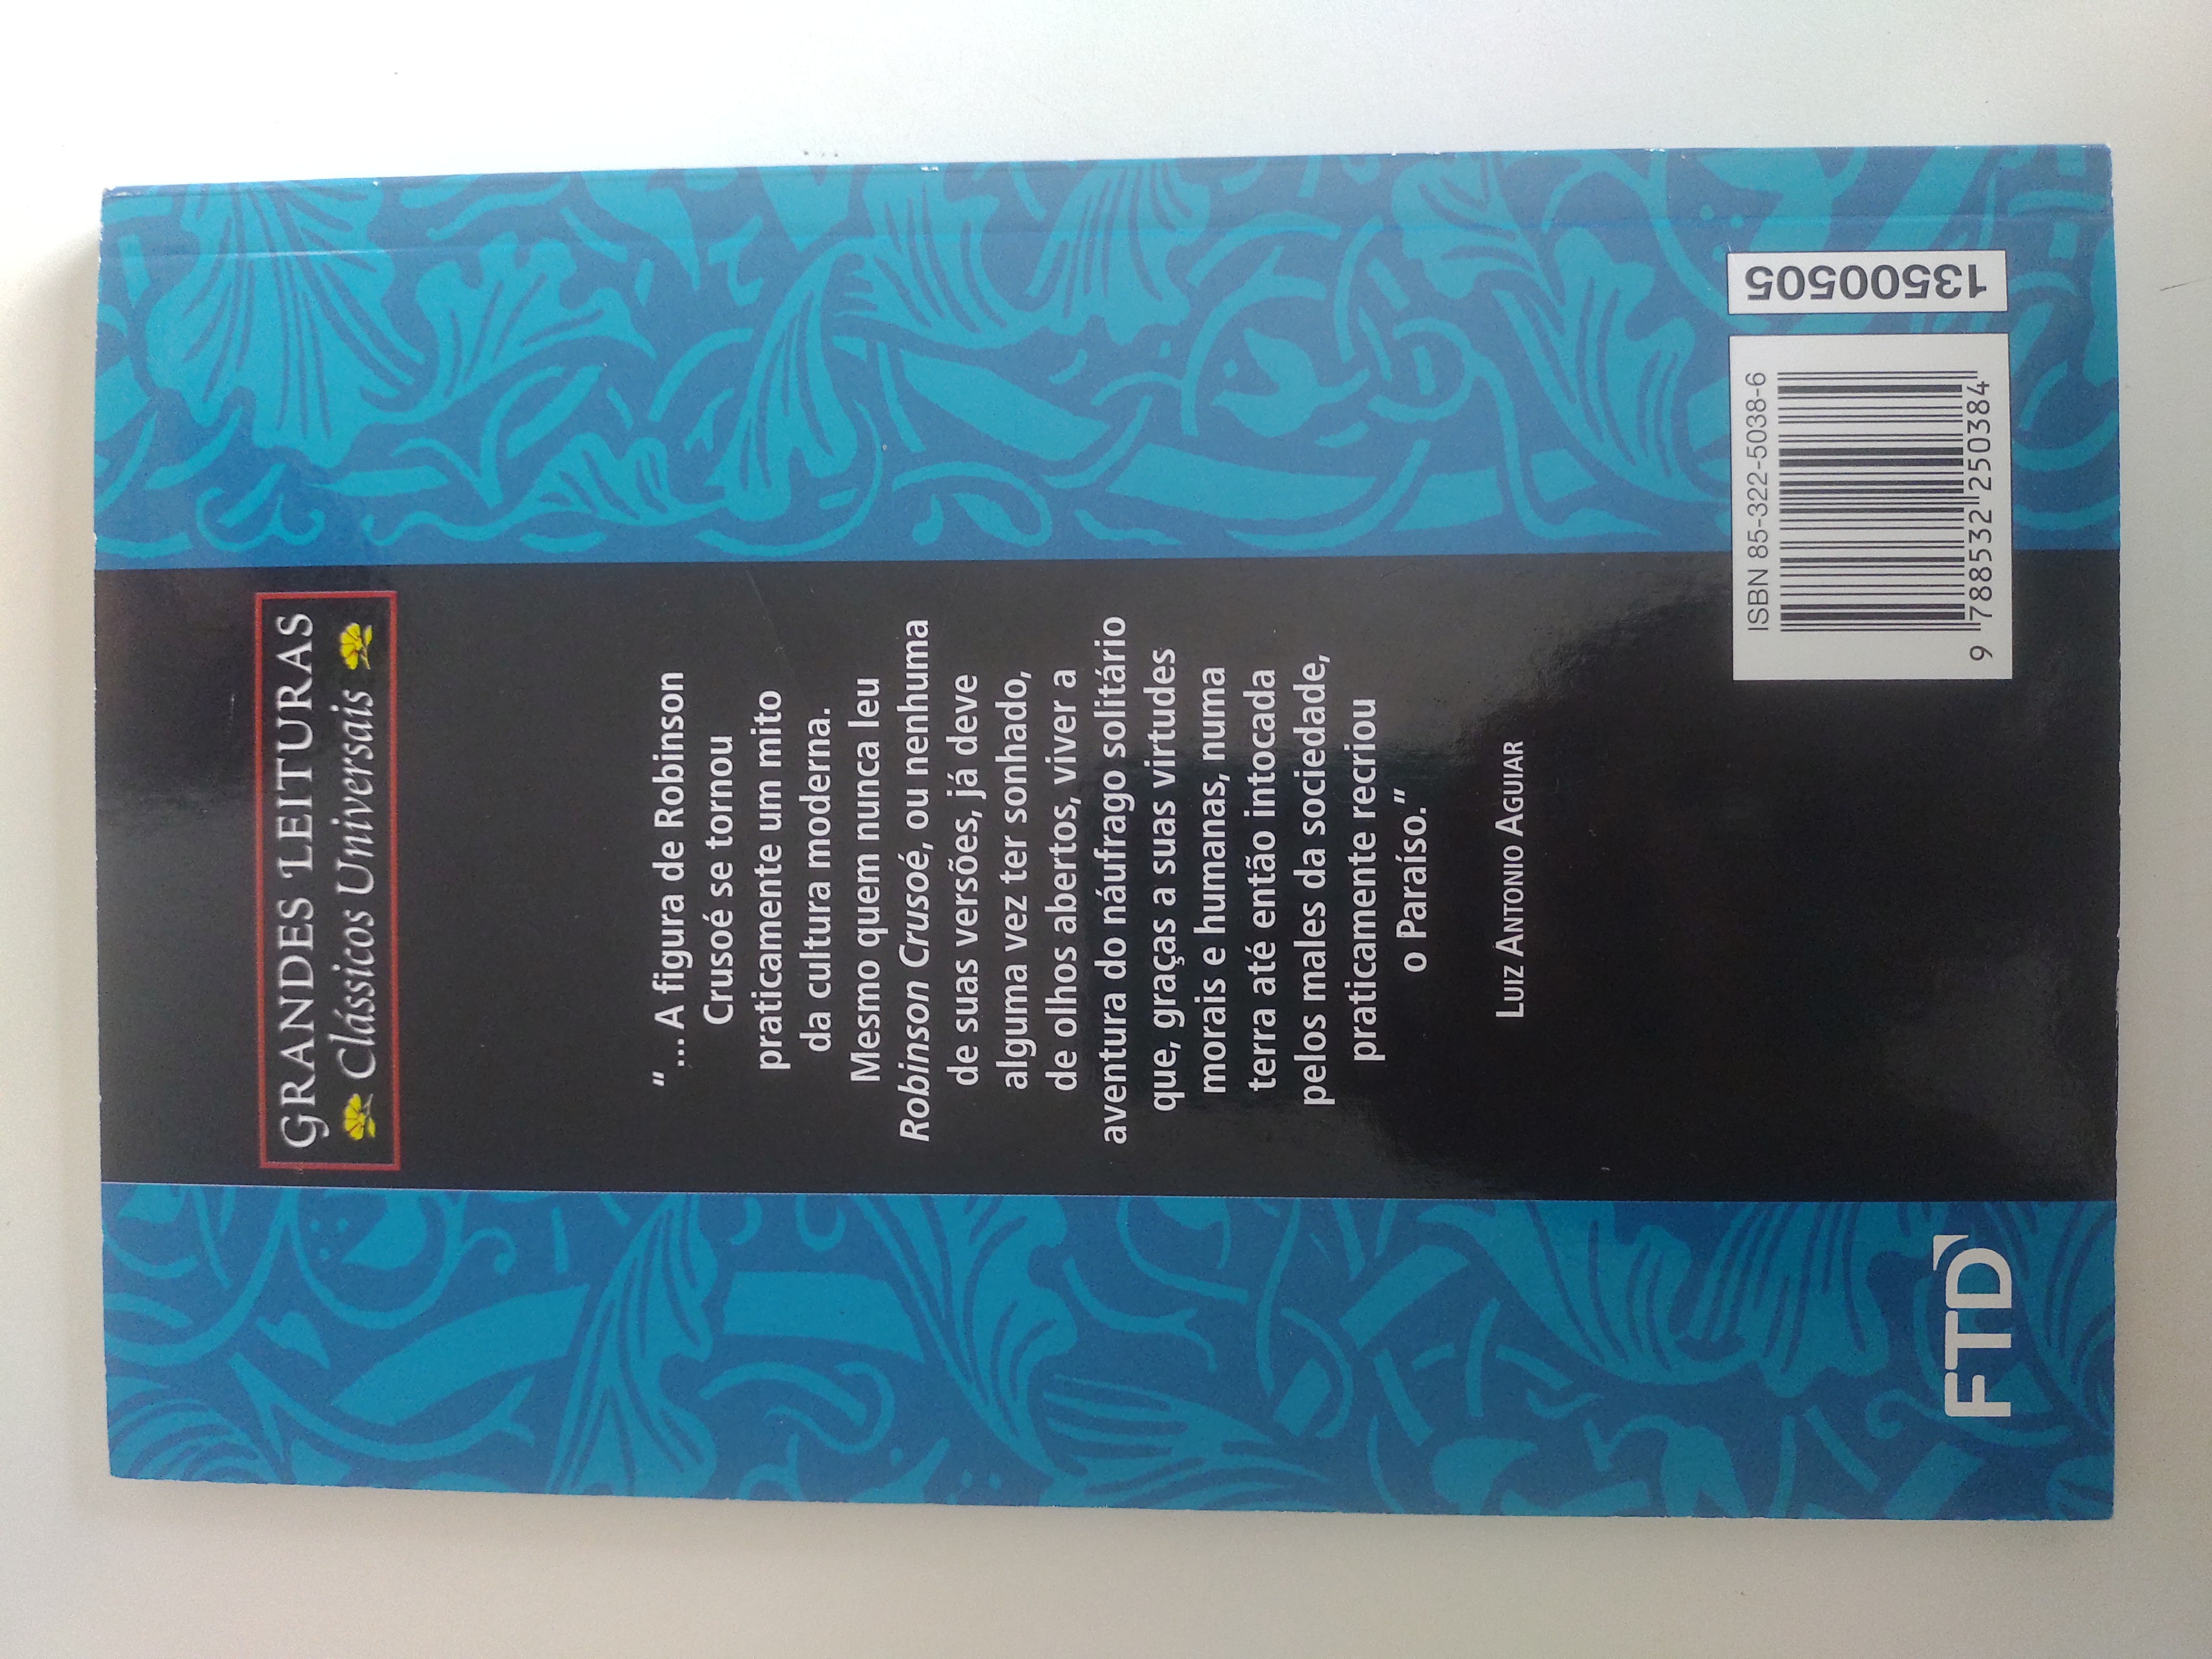 GRANDES LEITURAS
Clássicos Universais
“... A figura de Robinson
Crusoé se tornou
praticamente um mito
da cultura moderna.
Mesmo quem nunca leu
Robinson Crusoé, ou nenhuma
de suas versões, já deve
alguma vez ter sonhado,
de olhos abertos, viver a
aventura do náufrago solitário
que, graças a suas virtudes
morais e humanas, numa
terra até então intocada
pelos males da sociedade,
praticamente recriou
o Paraíso.”
LUIZ ANTONIO AGUIAR
FTD
ISBN 85-322-5038-6
9 788532 250384
13500505